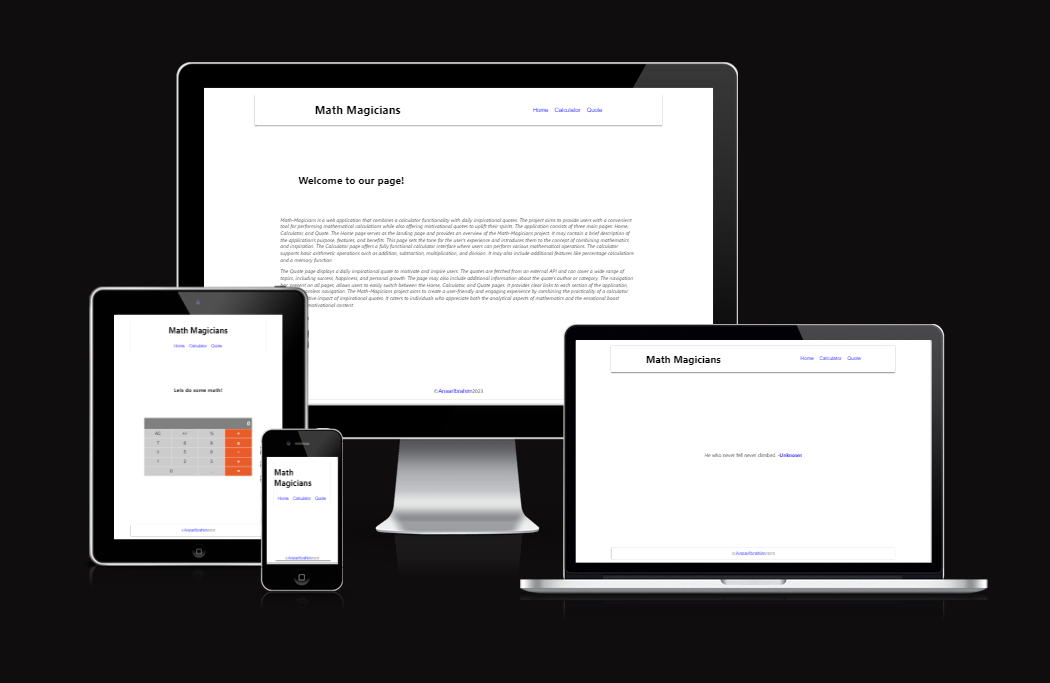 Math Magicians
Home Calculator Quote
Welcome to our page!
Math-Magicians is a web application that combines a calculator functionality with daily inspirational quotes. The project aims to provide users with a convenient
tool for performing mathematical calculations while also offering motivational quotes to uplift their spirits. The application consists of three main pages: Home,
Calculator, and Quote. The Home page serves as the landing page and provides an overview of the Math-Magicians project. It may contain a brief description of
the application's purpose, features, and benefits. This page sets the tone for the user's experience and introduces them to the concept of combining mathematics
and inspiration. The Calculator page offers a fully functional calculator interface where users can perform various mathematical operations. The calculator
supports basic arithmetic operations such as addition, subtraction, multiplication, and division. It may also include additional features like percentage calculations
and a memory function.
The Quote page displays a daily inspirational quote to motivate and inspire users. The quotes are fetched from an external API and can cover a wide range of
topics, including success, happiness, and personal growth. The page may also include additional information about the quote's author or category. The navigation
bar present on all pages, allows users to easily switch between the Home, Calculator, and Quote pages. It provides clear links to each section of the application,
navigation. The Math-Magicians project aims to create a user-friendly and engaging experience by combining the practicality of a calculator
impact of inspirational quotes. It caters to individuals who appreciate both the analytical aspects of mathematics and the emotional boost
motivational content.
©AnsarIbrahim2023
Math Magicians
Home Calculator Quote
Lets do some math!
0
AC +/- %
7 8 9
4 5 6
1 2 3 +
0 . =
©AnsarIbrahim2023
Math
Magicians
Home Calculator Quote
©AnsarIbrahim2023
Math Magicians
Home Calculator Quote
He who never fell never climbed. -Unknown
©AnsarIbrahim2023